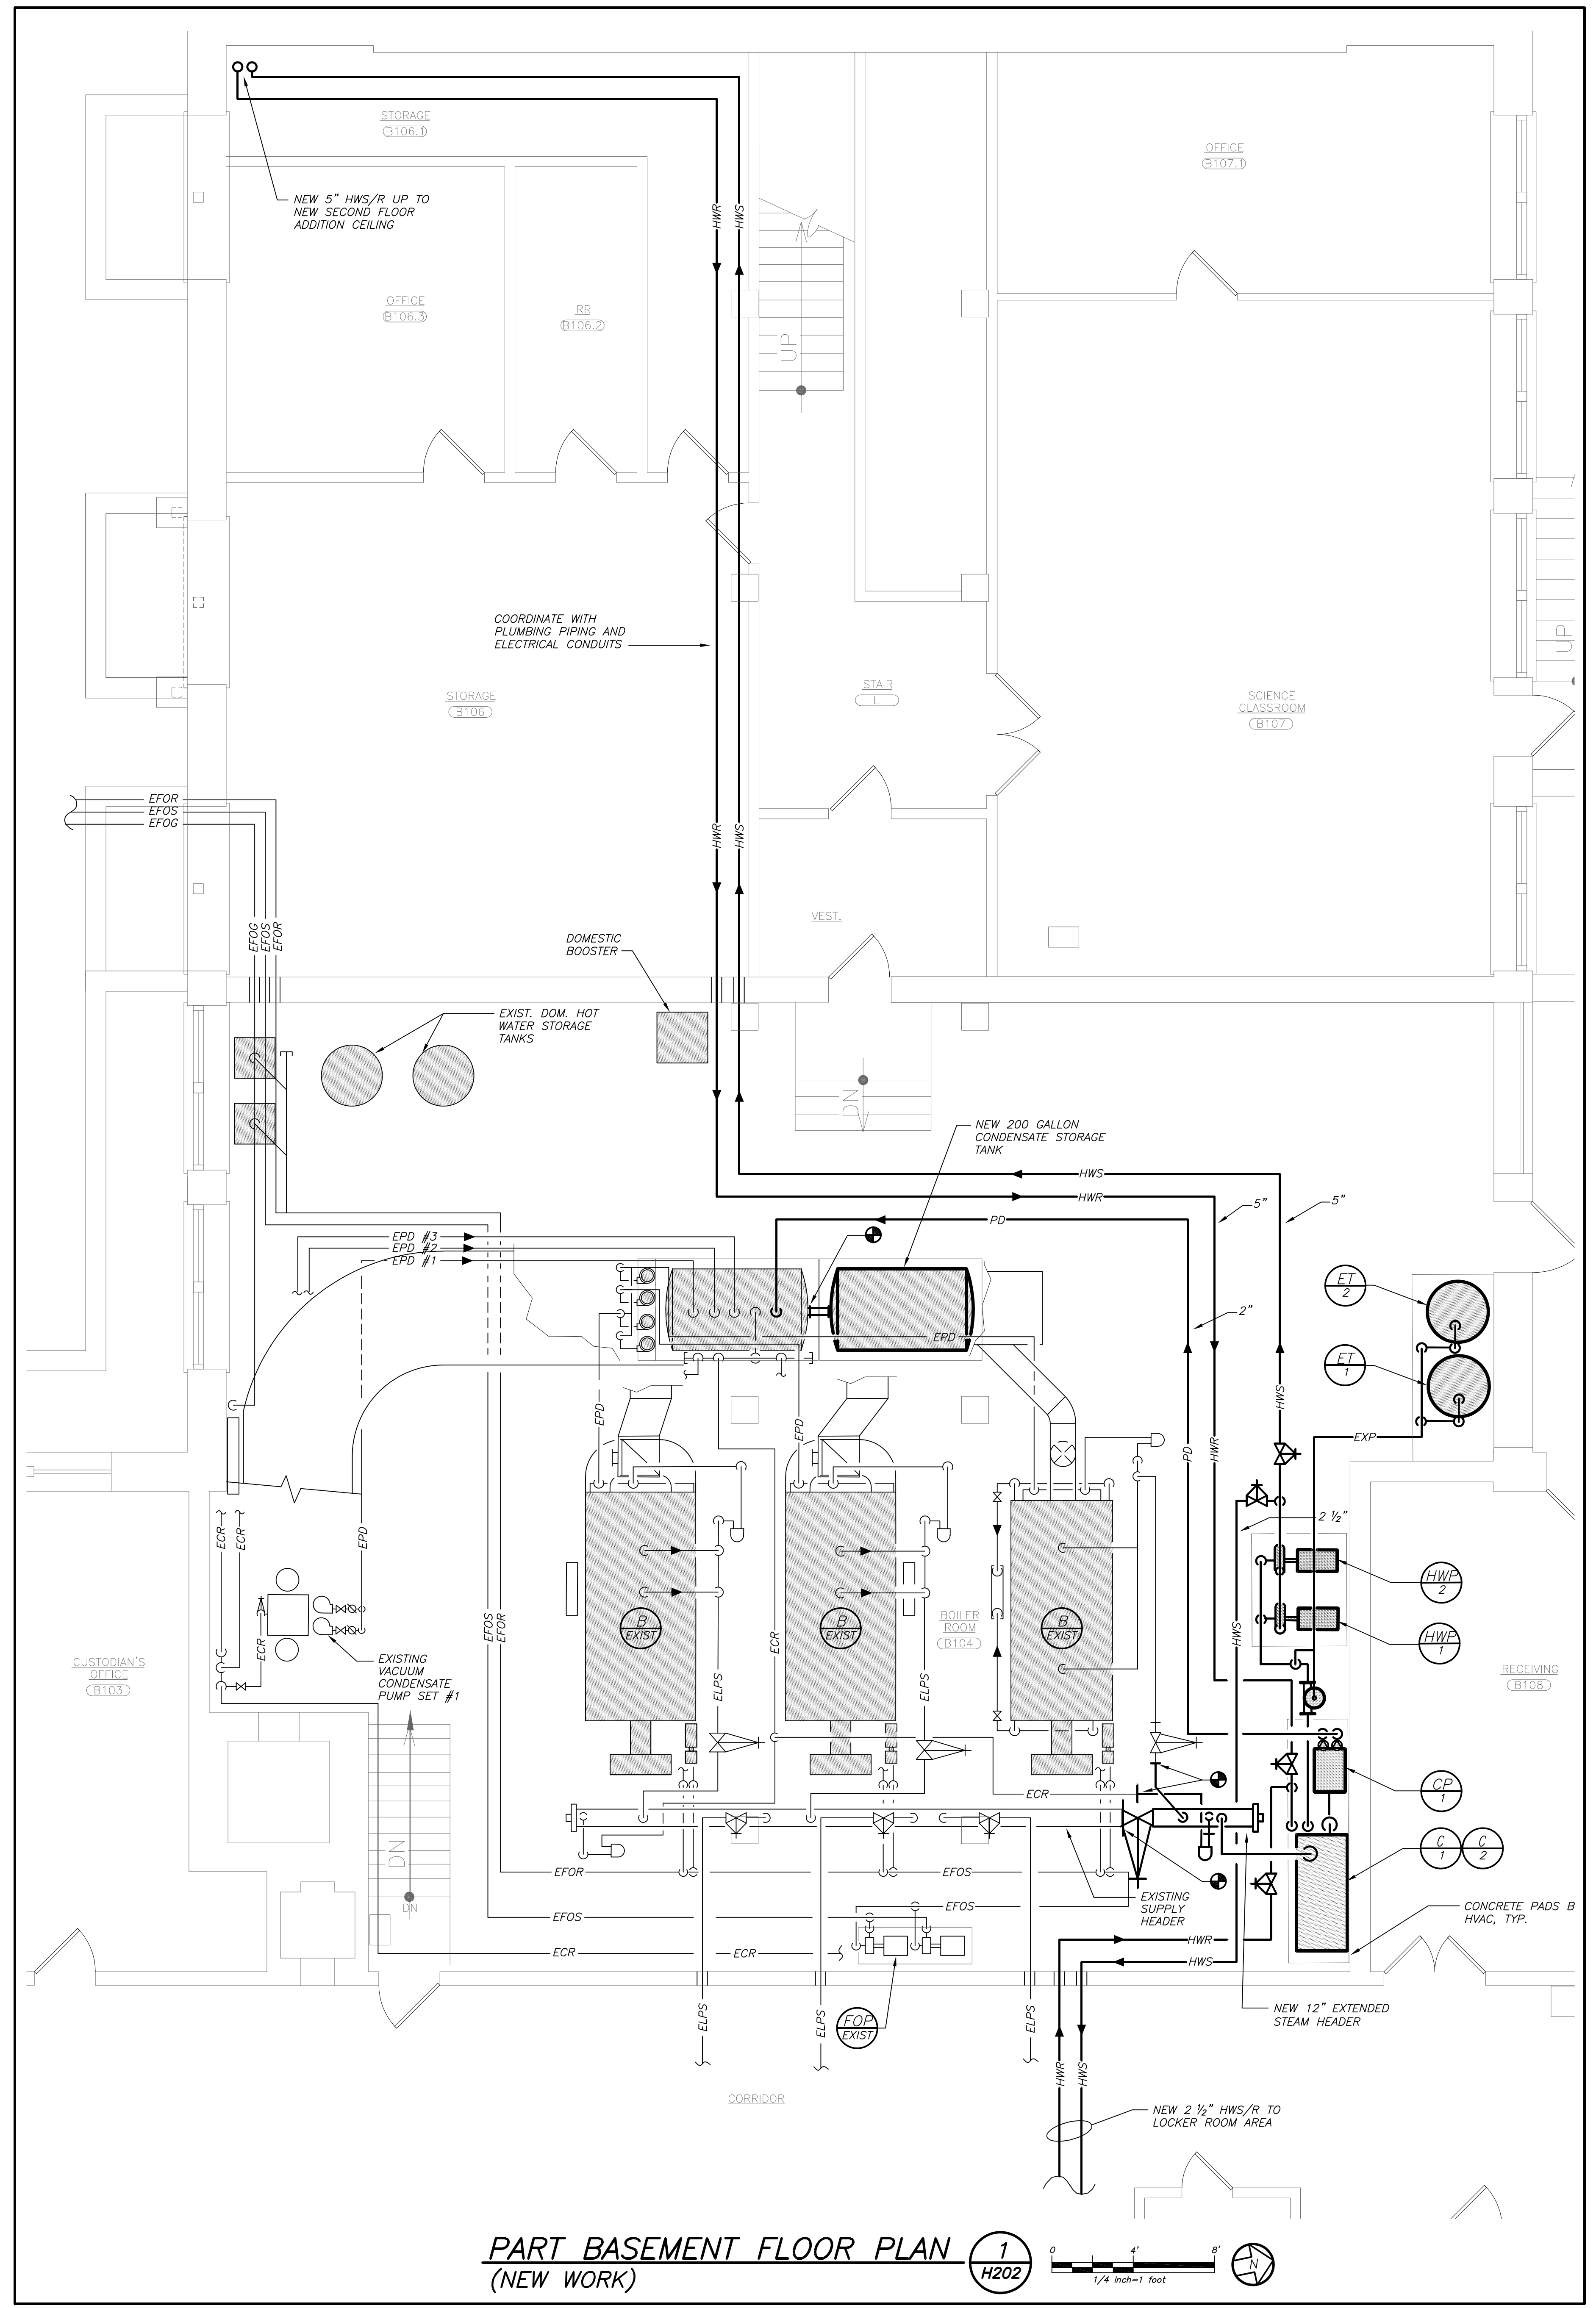 STORAGE
B106.1
OFFICE
B107.1
NEW 5" HWS/R UP TO
NEW SECOND FLOOR
ADDITION CEILING
HWR
HWS
OFFICE
B106.3
RR
B106.2
UP
COORDINATE WITH
PLUMBING PIPING AND
ELECTRICAL CONDUITS
UP
STORAGE
B106
STAIR
L
SCIENCE
CLASSROOM
B107
EFOR
EFOS
EFOG
HWR
HWS
VEST.
EFOG
EFOS
EFOR
DOMESTIC
BOOSTER
EXIST. DOM. HOT
WATER STORAGE
TANKS
DN
NEW 200 GALLON
CONDENSATE STORAGE
TANK
HWS
HWR
5"
5"
PD
EPD #3
EPD #2
EPD #1
ET
2
2"
EPD
ET
1
EPD
EPD
HWS
PD
HWR
EXP
2 ½"
ECR
ECR
EPD
HWP
2
EFOS
EFOR
B
EXIST
B
EXIST
BOILER
ROOM
B104
B
EXIST
HWS
HWP
1
ECR
ECR
EXISTING
VACUUM
CONDENSATE
PUMP SET #1
CUSTODIAN'S
OFFICE
B103
RECEIVING
B108
ELPS
ELPS
CP
1
ECR
DN
DN
C
1
C
2
EFOR
EFOS
EXISTING
SUPPLY
HEADER
CONCRETE PADS B
HVAC, TYP.
EFOS
EFOS
ECR
ECR
HWR
HWS
ELPS
ELPS
ELPS
FOP
EXIST
NEW 12" EXTENDED
STEAM HEADER
HWR
HWS
CORRIDOR
NEW 2 ½" HWS/R TO
LOCKER ROOM AREA
PART BASEMENT FLOOR PLAN
(NEW WORK)
1
H202
0 4' 8'
1/4 inch=1 foot
N